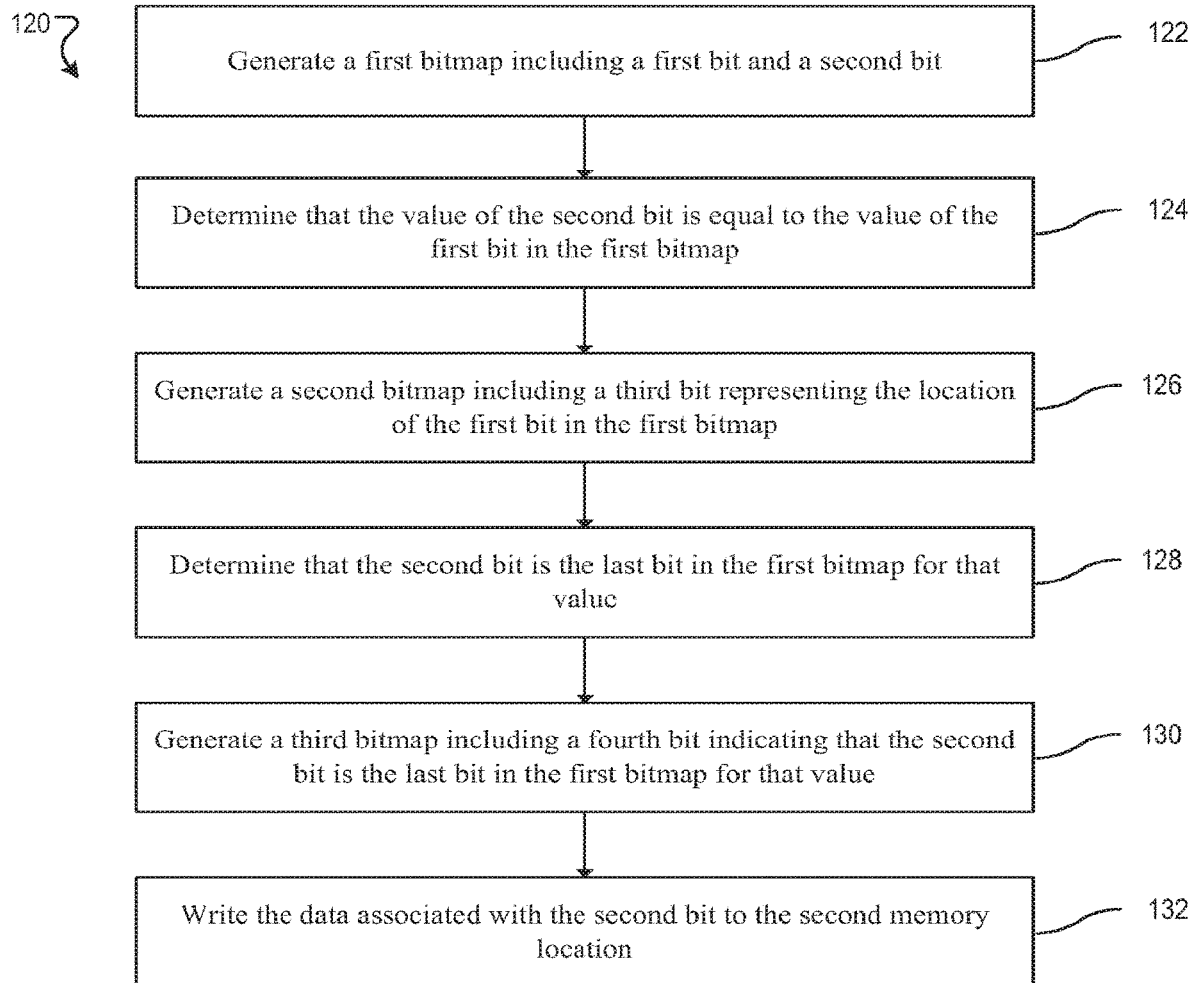 120
Generate a first bitmap including a first bit and a second bit
122
Determine that the value of the second bit is equal to the value of the
first bit in the first bitmap
124
Generate a second bitmap including a third bit representing the location
of the first bit in the first bitmap
126
Determine that the second bit is the last bit in the first bitmap for that
value
128
Generate a third bitmap including a fourth bit indicating that the second
bit is the last bit in the first bitmap for that value
130
Write the data associated with the second bit to the second memory
location
132